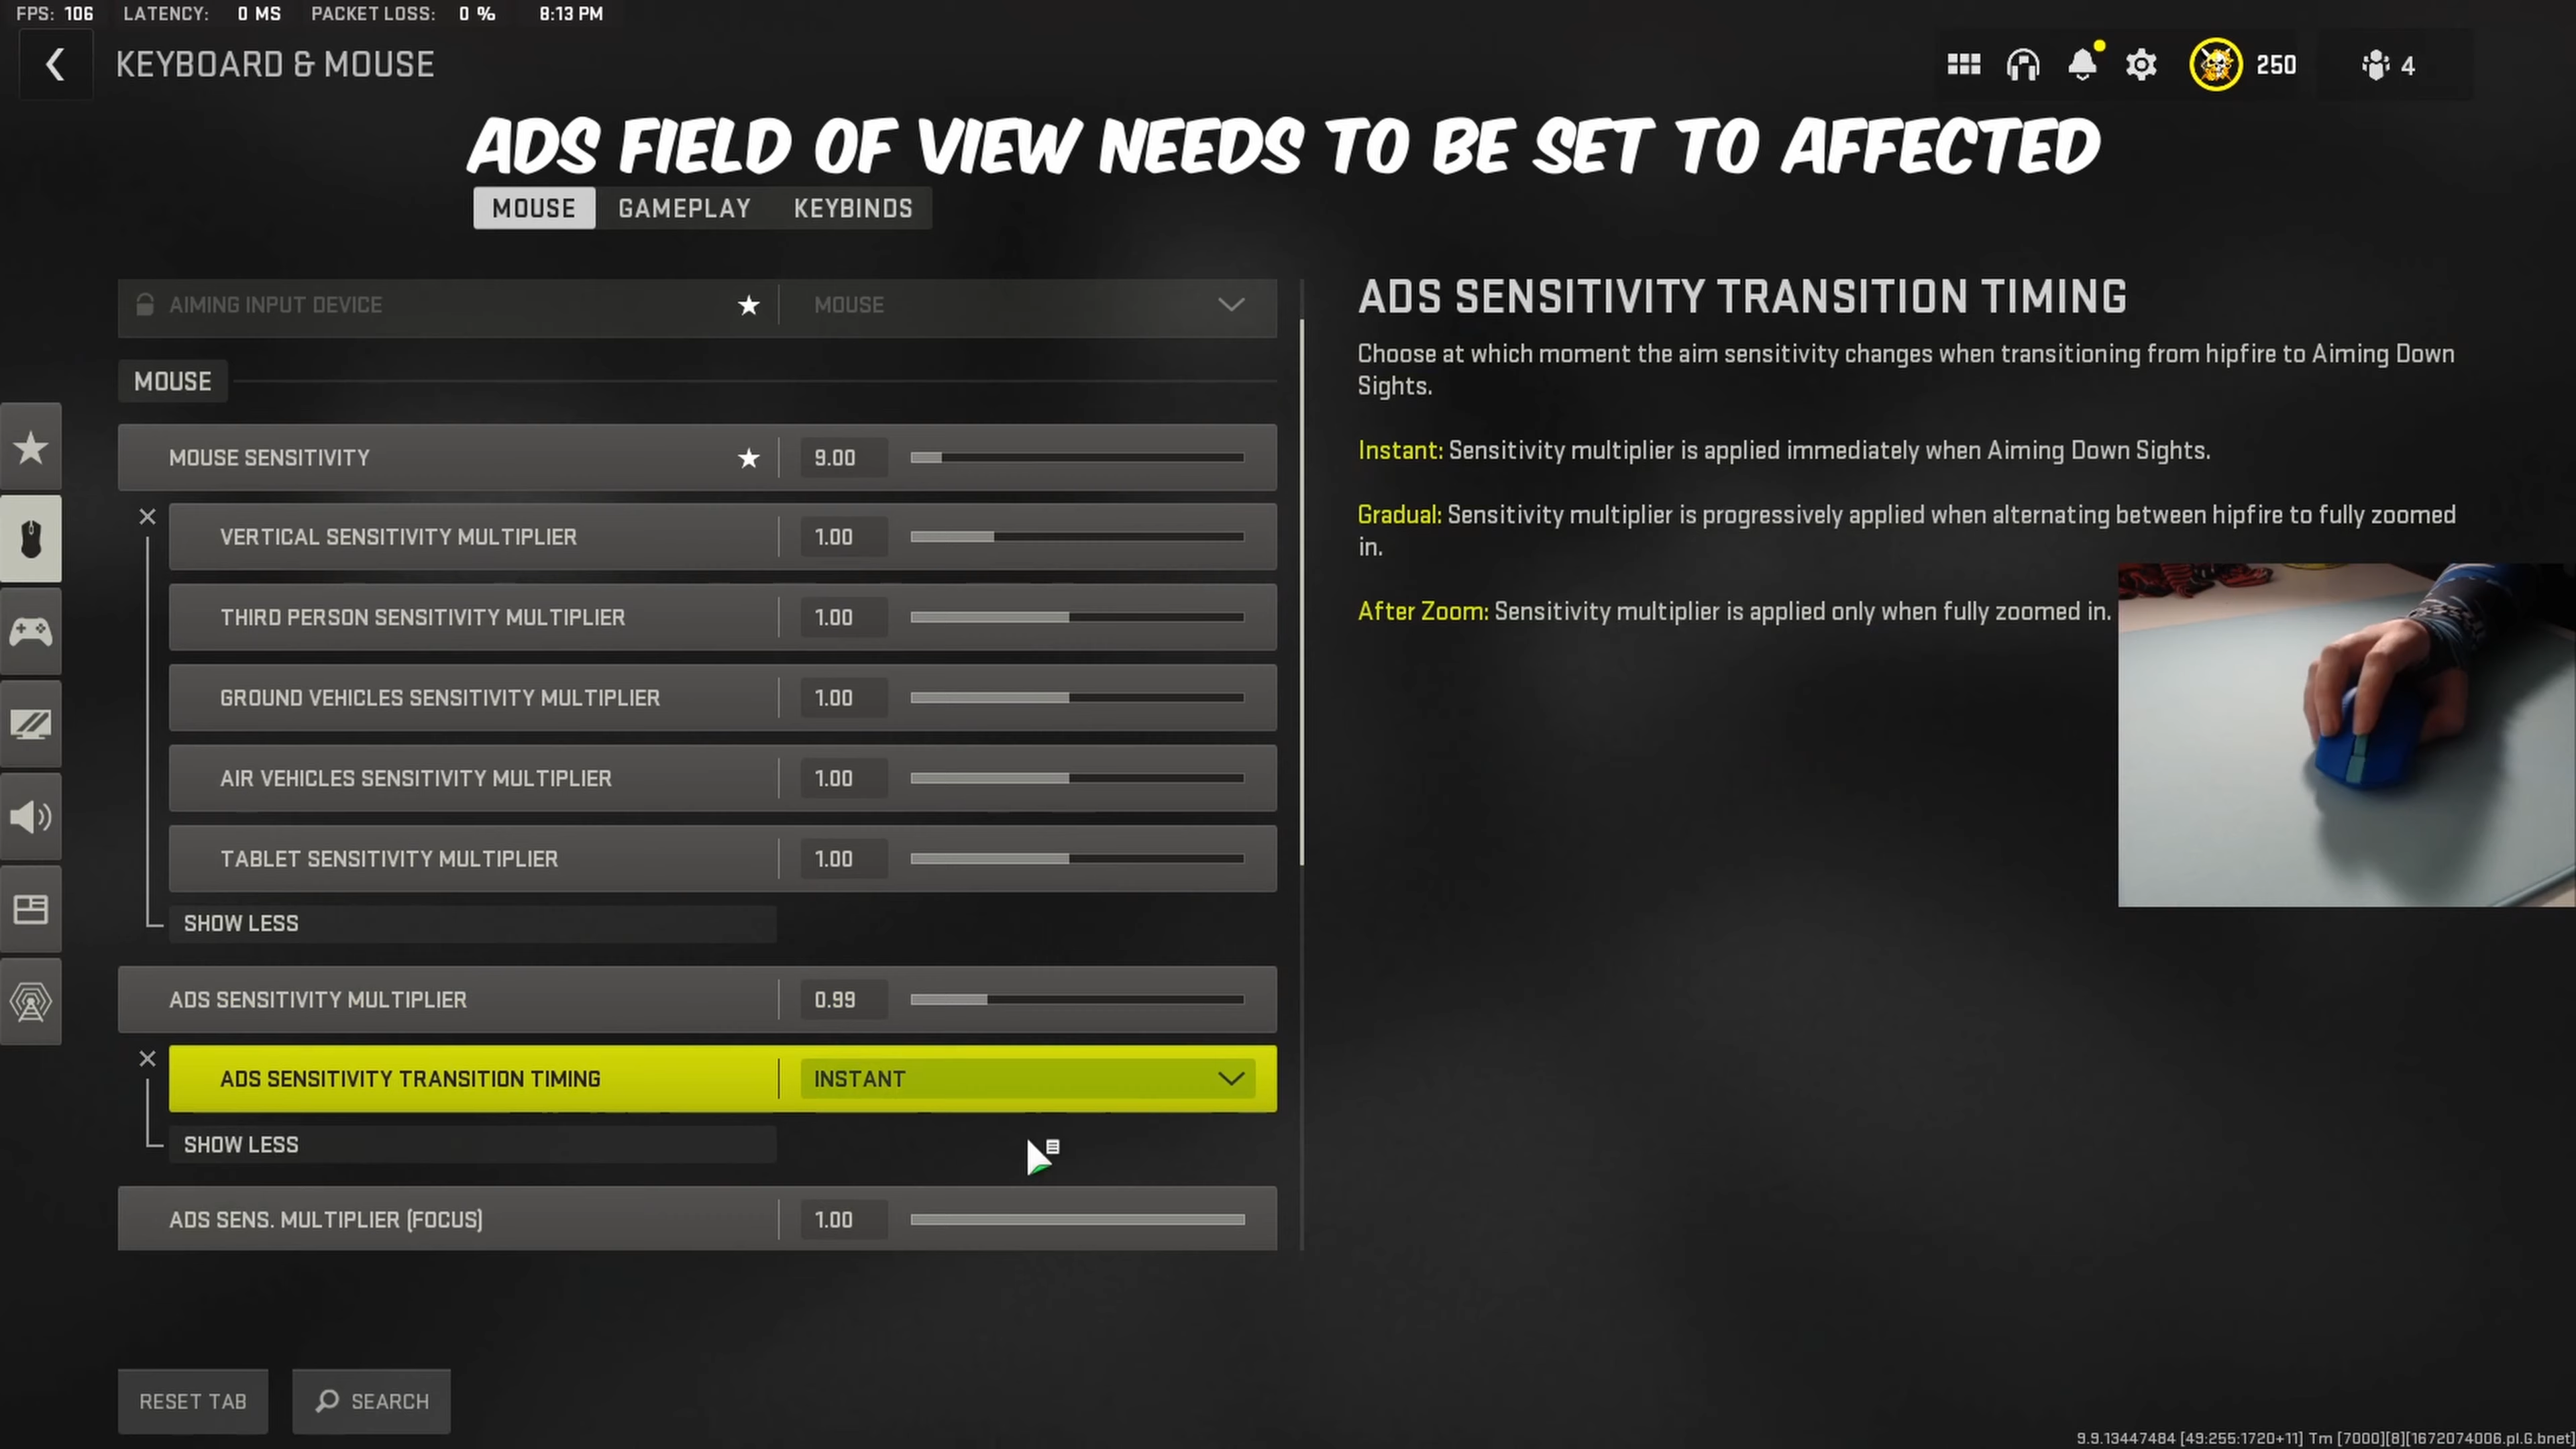 FPS: 106 LATENCY: 0 MS PACKET LOSS: 0 % 8:13 PM
KEYBOARD & MOUSE
250
4
ADS FIELD OF VIEW NEEDS TO BE SET TO AFFECTED
MOUSE GAMEPLAY KEYBINDS
AIMING INPUT DEVICE MOUSE
MOUSE
MOUSE SENSITIVITY 9.00
VERTICAL SENSITIVITY MULTIPLIER 1.00
THIRD PERSON SENSITIVITY MULTIPLIER 1.00
GROUND VEHICLES SENSITIVITY MULTIPLIER 1.00
AIR VEHICLES SENSITIVITY MULTIPLIER 1.00
TABLET SENSITIVITY MULTIPLIER 1.00
SHOW LESS
ADS SENSITIVITY MULTIPLIER 0.99
ADS SENSITIVITY TRANSITION TIMING INSTANT
SHOW LESS
ADS SENS. MULTIPLIER (FOCUS) 1.00
ADS SENSITIVITY TRANSITION TIMING
Choose at which moment the aim sensitivity changes when transitioning from hipfire to Aiming Down
Sights.
Instant: Sensitivity multiplier is applied immediately when Aiming Down Sights.
Gradual: Sensitivity multiplier is progressively applied when alternating between hipfire to fully zoomed
in.
After Zoom: Sensitivity multiplier is applied only when fully zoomed in.
RESET TAB SEARCH
9.9.13447484 [49:255:1720+11] Tm [7000][8][1672074006.pl.G.bnet]